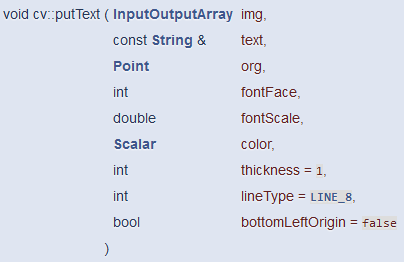 void cv::putText ( InputOutputArray img,
const String & text,
Point org,
int fontFace,
double fontScale,
Scalar color,
int thickness = 1,
int lineType = LINE_8,
bool bottomLeftOrigin = false
)